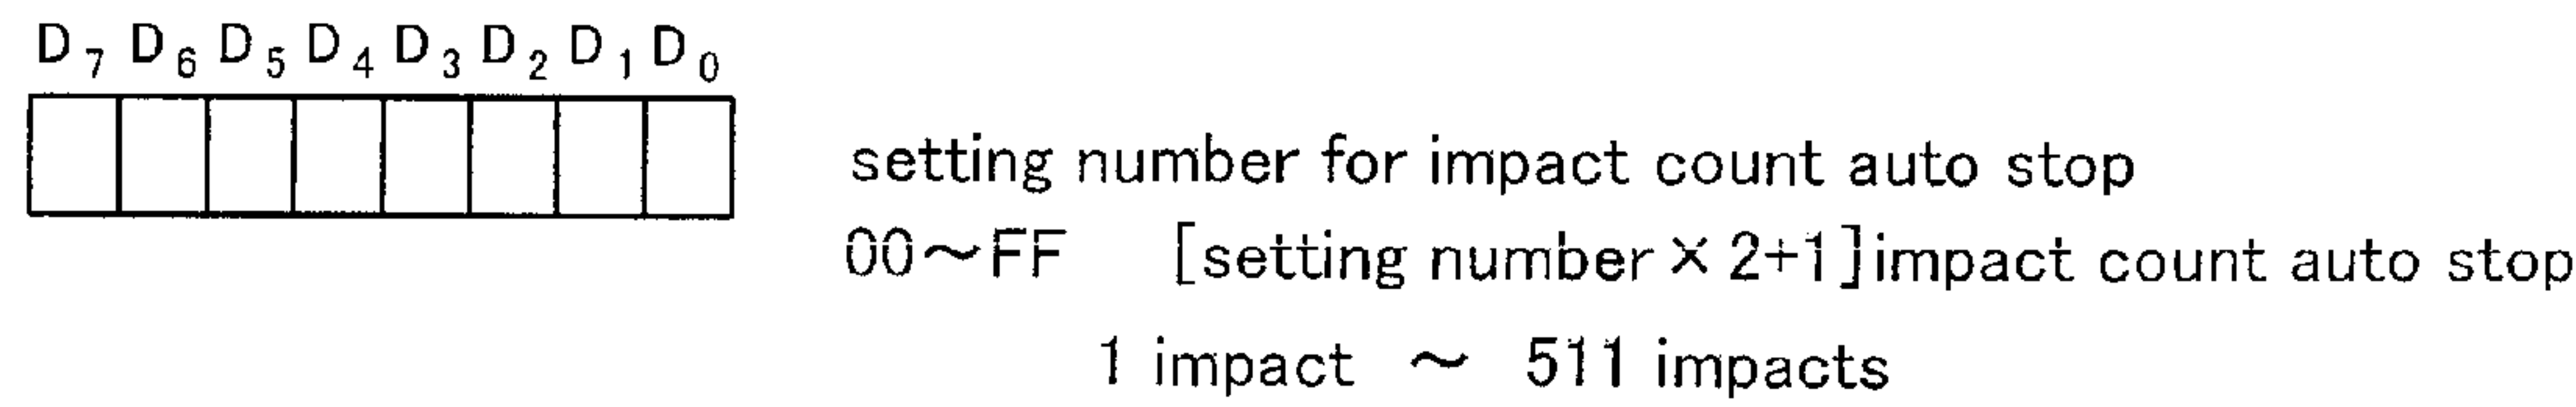 D7 D6 D5 D4 D3 D2 D1 D0
setting number for impact count auto stop
00～FF [setting number × 2+1]impact count auto stop
1 impact ～ 511 impacts